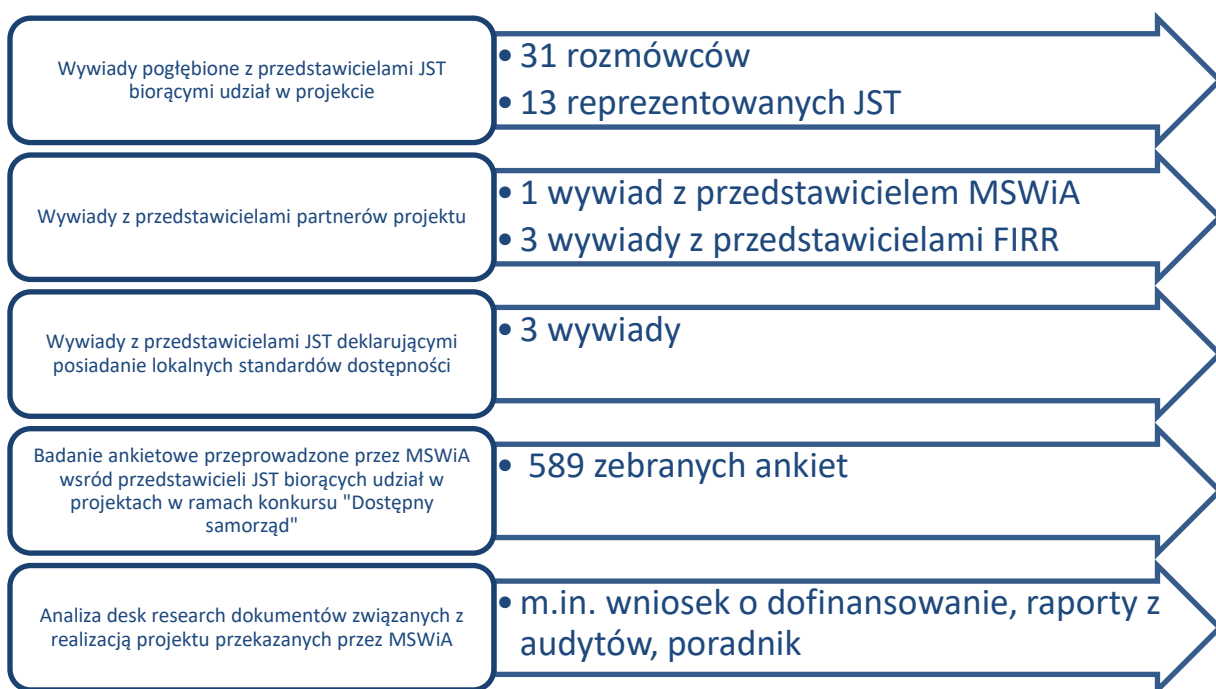 Wywiady pogłębione z przedstawicielami JST
biorącymi udział w projekcie
• 31 rozmówców
• 13 reprezentowanych JST
Wywiady z przedstawicielami partnerów projektu
• 1 wywiad z przedstawicielem MSWiA
• 3 wywiady z przedstawicielami FIRR
Wywiady z przedstawicielami JST deklarującymi
posiadanie lokalnych standardów dostępności
• 3 wywiady
Badanie ankietowe przeprowadzone przez MSWiA
wsród przedstawicieli JST biorących udział w
projektach w ramach konkursu "Dostępny
samorząd"
• 589 zebranych ankiet
Analiza desk research dokumentów związanych z
realizacją projektu przekazanych przez MSWiA
• m.in. wniosek o dofinansowanie, raporty z
audytów, poradnik